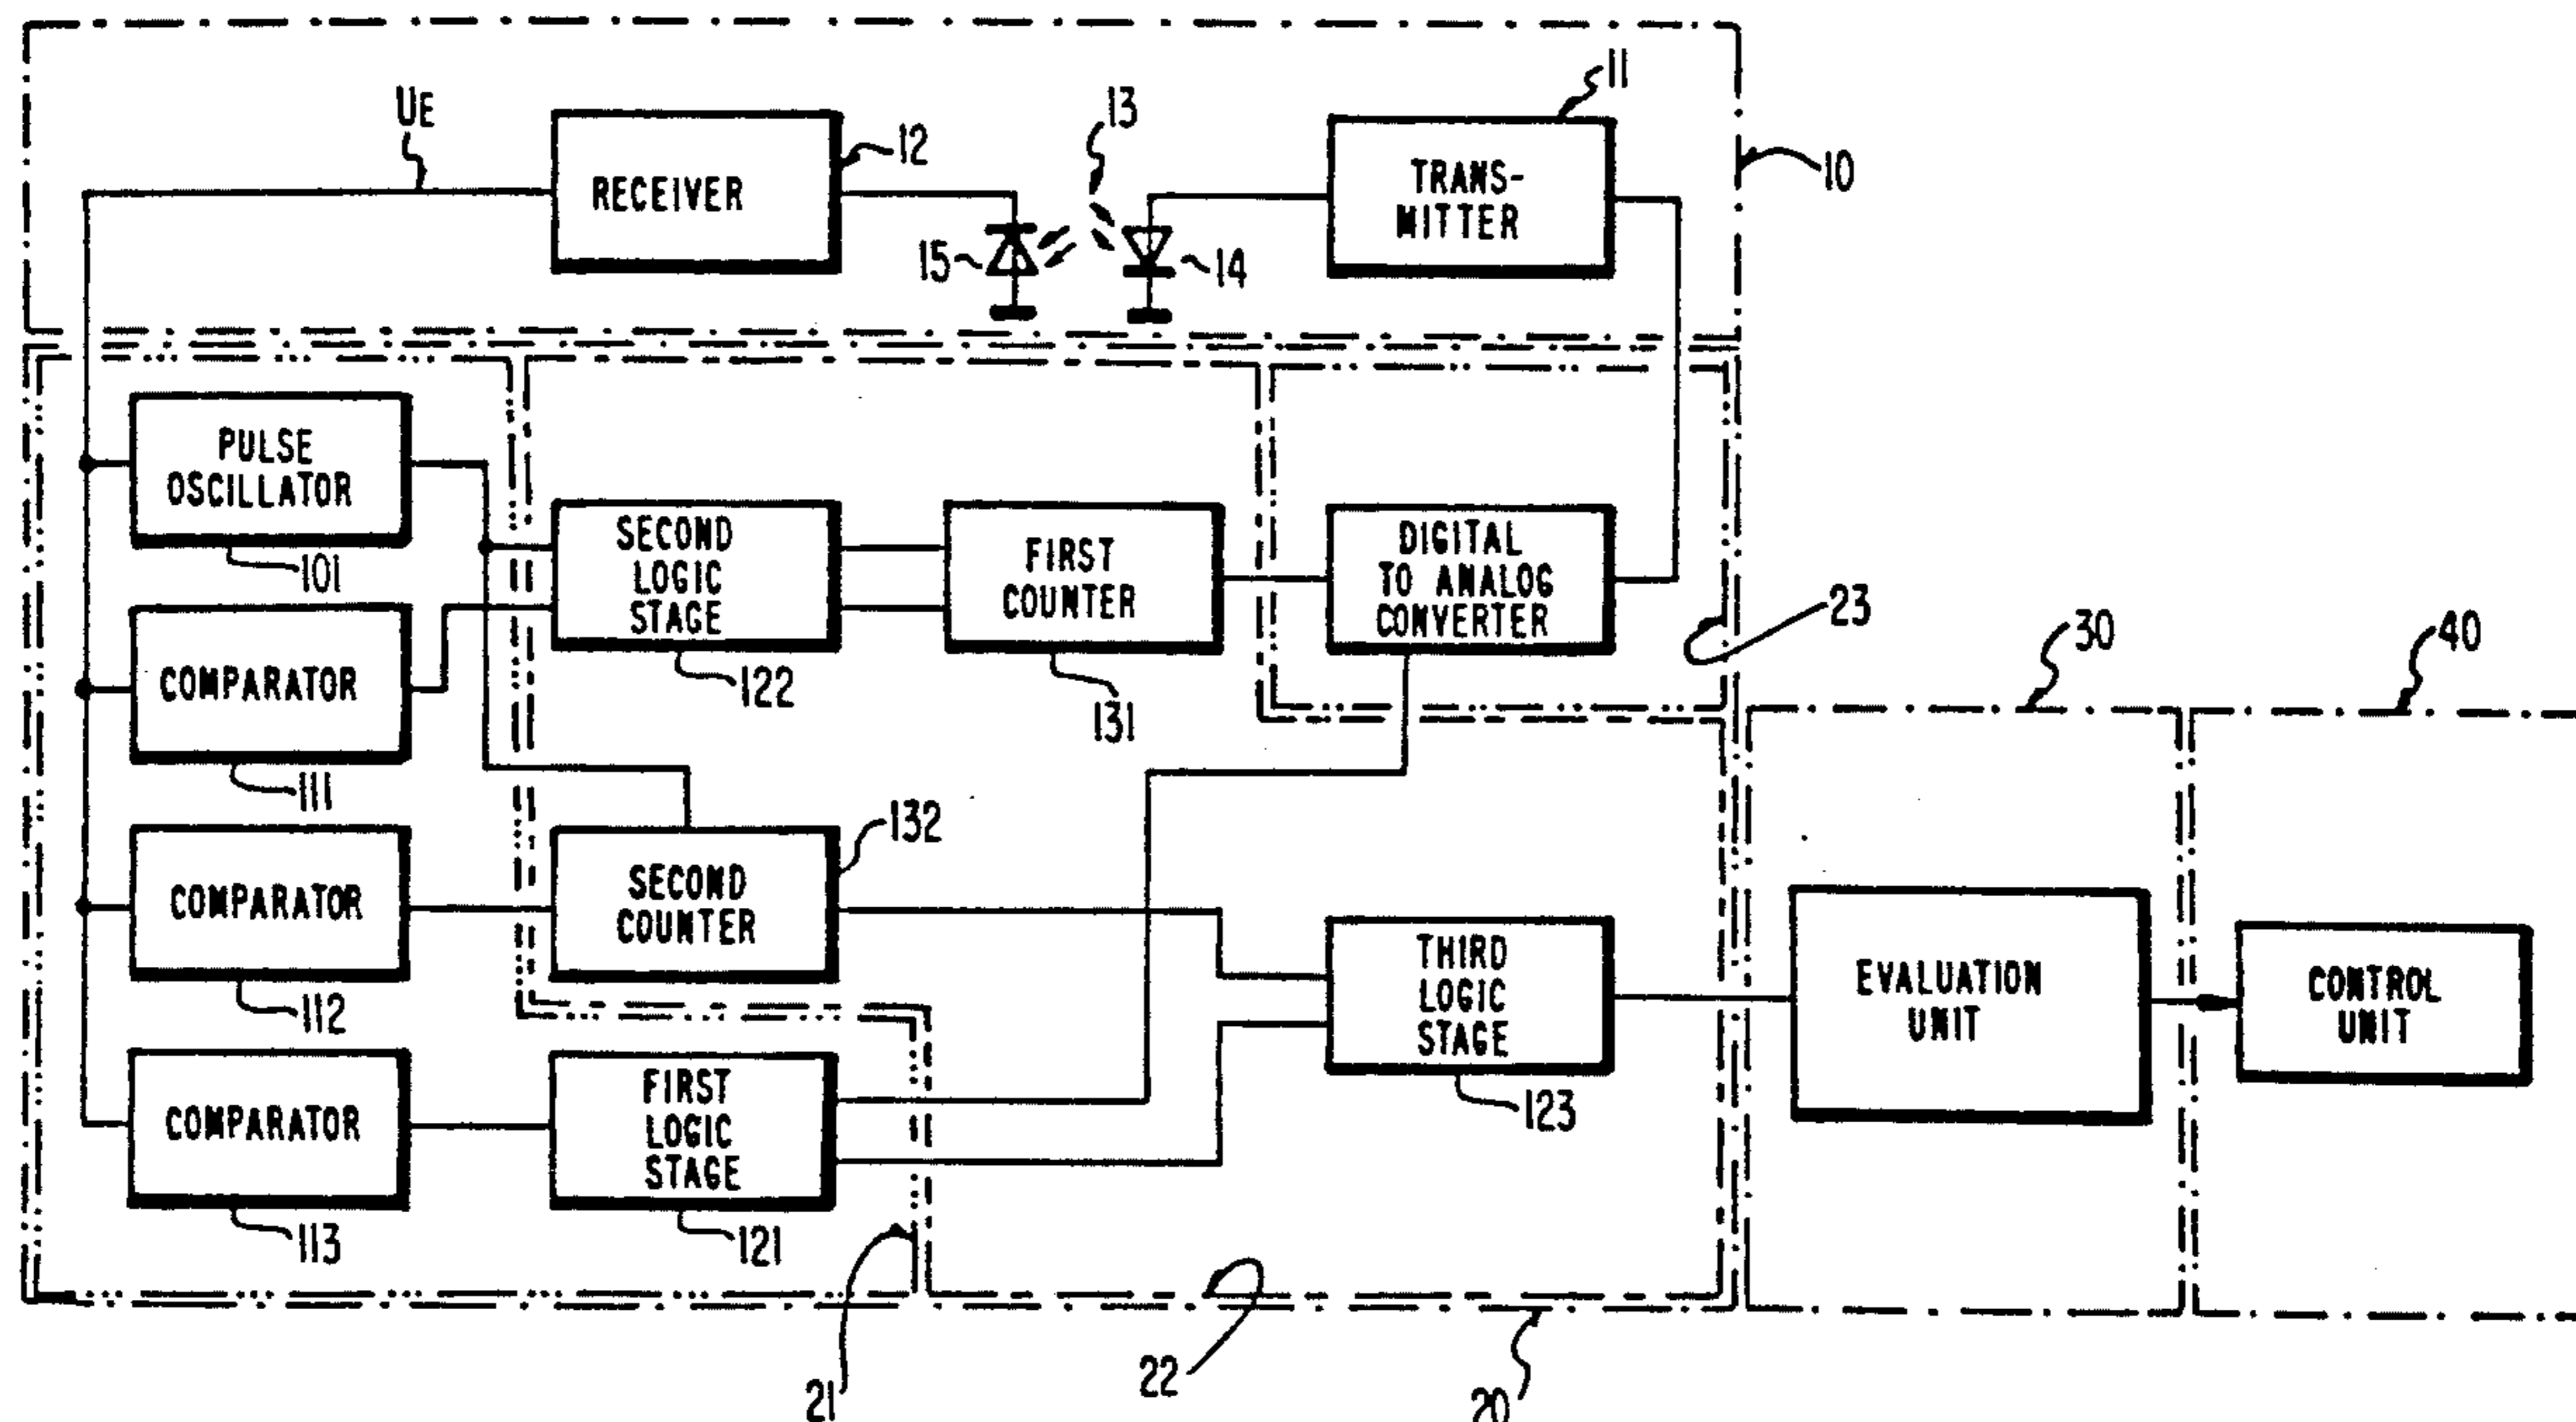 11
UE
13
12
RECEIVER
TRANS-
MITTER
10
15
14
PULSE
OSCILLATOR
101
SECOND
LOGIC
STAGE
122
FIRST
COUNTER
131
DIGITAL
TO ANALOG
CONVERTER
23
30
40
COMPARATOR
111
132
COMPARATOR
112
SECOND
COUNTER
THIRD
LOGIC
STAGE
123
EVALUATION
UNIT
CONTROL
UNIT
COMPARATOR
113
FIRST
LOGIC
STAGE
121
21
22
20